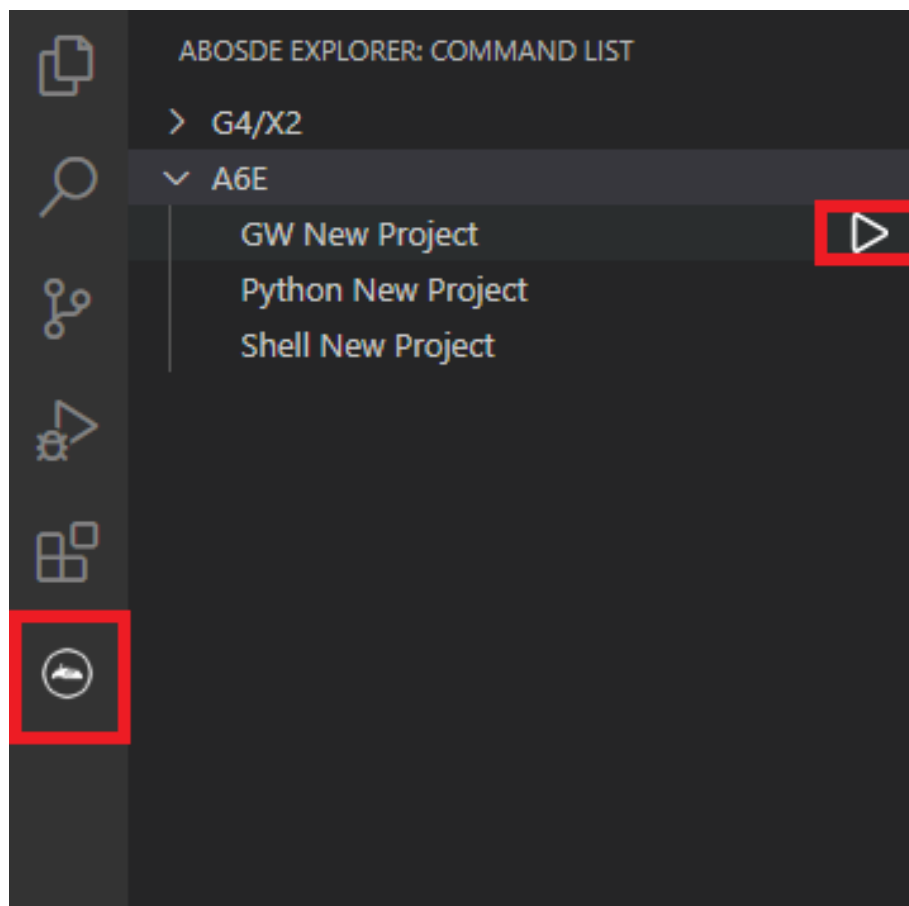 ABOSDE EXPLORER: COMMAND LIST
G4/X2
A6E
GW New Project
Python New Project
Shell New Project